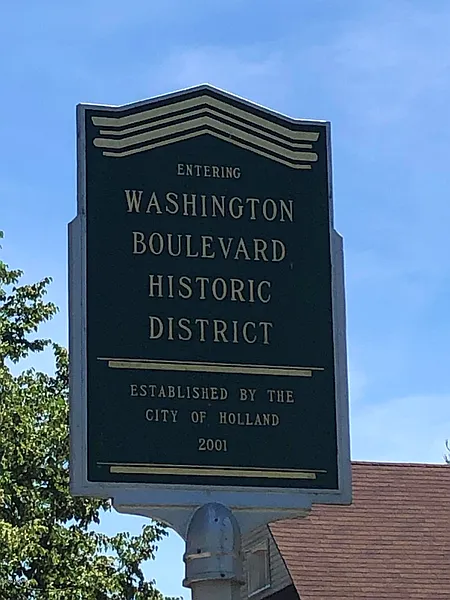 ENTERING
WASHINGTON
BOULEVARD
HISTORIC
DISTRICT
ESTABLISHED BY THE
CITY OF HOLLAND
2001